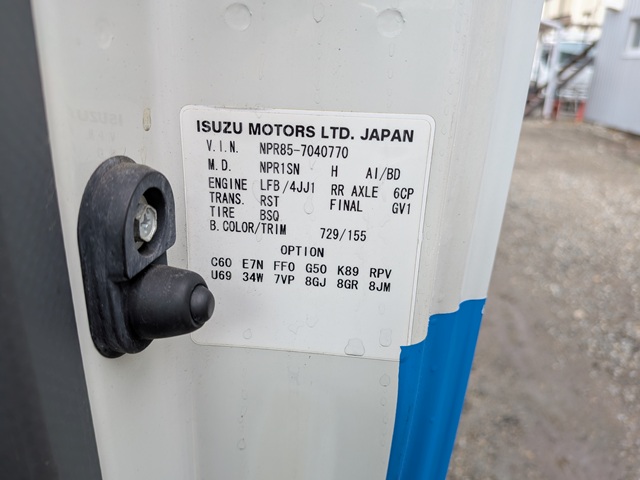 ISUZU MOTORS LTD. JAPAN
V.I.N. NPR85-7040770
M.D. NPR1SN H AI/BD
ENGINE LFB/4JJ1 RR AXLE 6CP
TRANS. RST FINAL GV1
TIRE BSQ
B.COLOR/TRIM 729/155
OPTION
C60 E7N FF0 G50 K89 RPV
U69 34W 7VP 8GJ 8GR 8JM